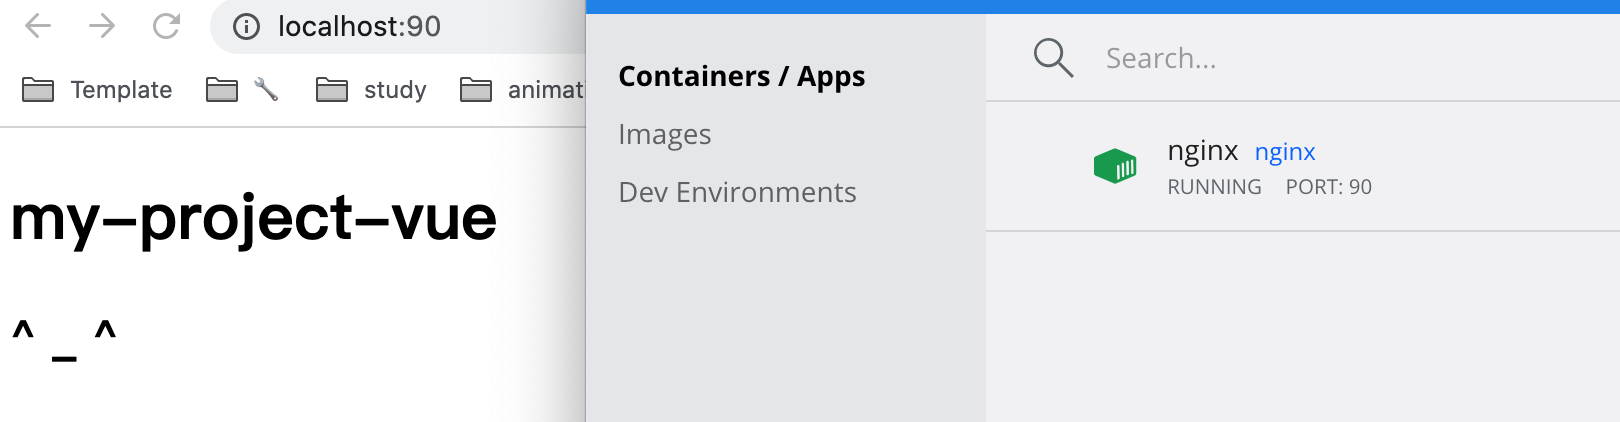 localhost:90
Template
study
animat
my-project-vue
^ _ ^
Containers / Apps
Images
Dev Environments
Search...
nginx nginx
RUNNING PORT: 90